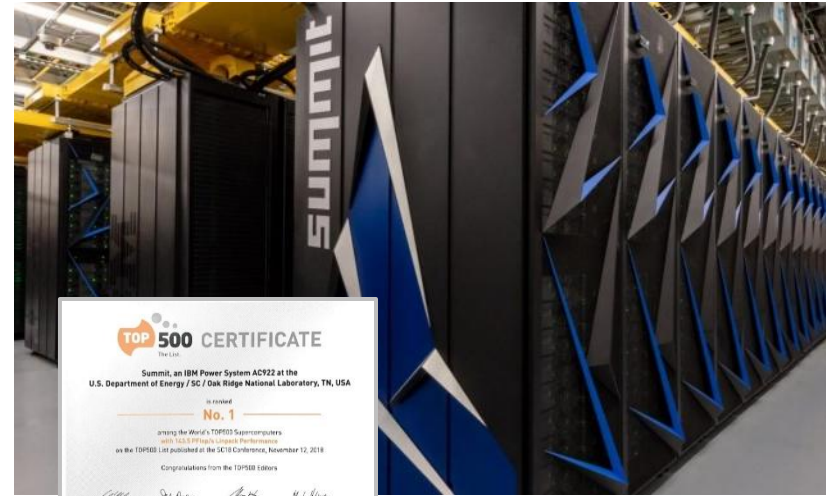 summit
TOP 500 CERTIFICATE
The List.
Summit, an IBM Power System AC922 at the
U.S. Department of Energy / SC / Oak Ridge National Laboratory, TN, USA
is ranked
No. 1
among the World's TOP500 Supercomputers
with 143.5 PFlop/s Linpack Performance
on the TOP500 List published at the SC18 Conference, November 12, 2018
Congratulations from the TOP500 Editors